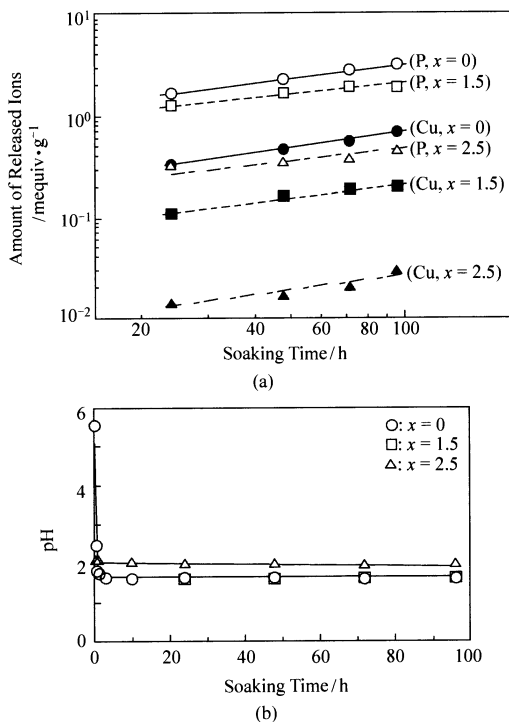 Amount of Released Ions
/mequiv•g⁻¹
10¹
10⁰
10⁻¹
10⁻²
(P, x = 0)
(P, x = 1.5)
(Cu, x = 0)
(P, x = 2.5)
(Cu, x = 1.5)
(Cu, x = 2.5)
20 40 60 80 100
Soaking Time/h
(a)
pH
6
4
2
0
○: x = 0
□: x = 1.5
△: x = 2.5
0 20 40 60 80 100
Soaking Time/h
(b)